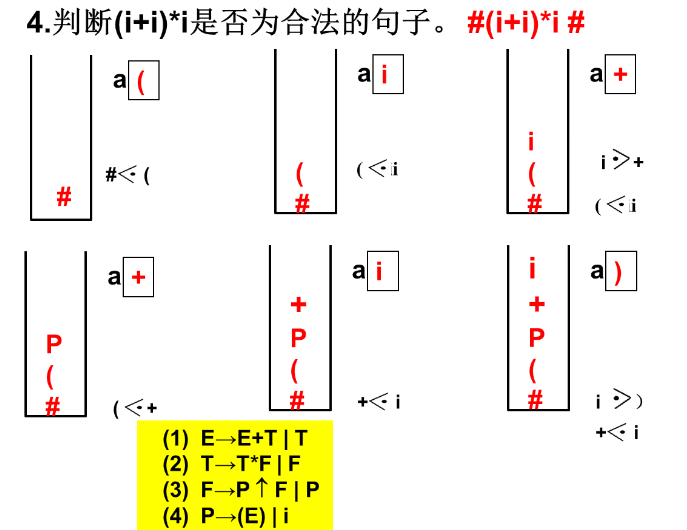 4.判断(i+i)*i是否为合法的句子。 #(i+i)*i #
a (
#
#⋖ (
a i
(
#
( ⋖ i
a +
i
(
#
i ⋗ +
( ⋖ i
a +
P
(
#
( ⋖ +
a i
+
P
(
#
+⋖ i
a )
i
+
P
(
#
i ⋗ )
+⋖ i
(1) E→E+T | T
(2) T→T*F | F
(3) F→P↑F | P
(4) P→(E) | i